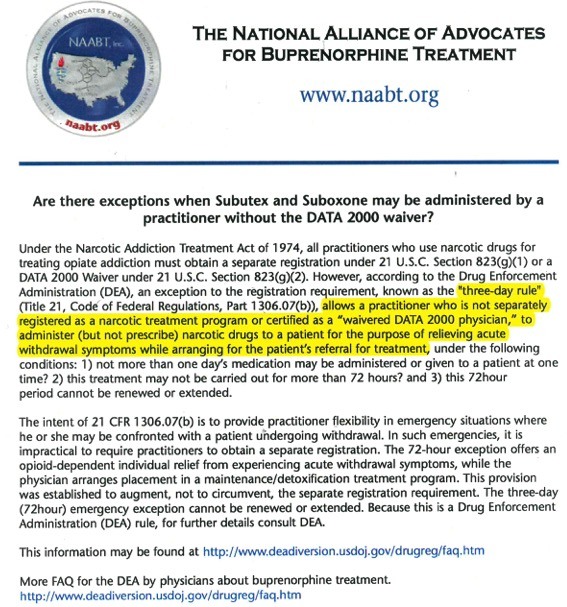 THE NATIONAL ALLIANCE OF ADVOCATES FOR BUPRENORPHINE TREATMENT
NAABT, Inc.
naabt.org
THE NATIONAL ALLIANCE OF ADVOCATES
FOR BUPRENORPHINE TREATMENT
www.naabt.org
Are there exceptions when Subutex and Suboxone may be administered by a
practitioner without the DATA 2000 waiver?
Under the Narcotic Addiction Treatment Act of 1974, all practitioners who use narcotic drugs for
treating opiate addiction must obtain a separate registration under 21 U.S.C. Section 823(g)(1) or a
DATA 2000 Waiver under 21 U.S.C. Section 823(g)(2). However, according to the Drug Enforcement
Administration (DEA), an exception to the registration requirement, known as the "three-day rule"
(Title 21, Code of Federal Regulations, Part 1306.07(b)), allows a practitioner who is not separately
registered as a narcotic treatment program or certified as a “waivered DATA 2000 physician,” to
administer (but not prescribe) narcotic drugs to a patient for the purpose of relieving acute
withdrawal symptoms while arranging for the patient's referral for treatment, under the following
conditions: 1) not more than one day's medication may be administered or given to a patient at one
time? 2) this treatment may not be carried out for more than 72 hours? and 3) this 72hour
period cannot be renewed or extended.
The intent of 21 CFR 1306.07(b) is to provide practitioner flexibility in emergency situations where
he or she may be confronted with a patient undergoing withdrawal. In such emergencies, it is
impractical to require practitioners to obtain a separate registration. The 72-hour exception offers an
opioid-dependent individual relief from experiencing acute withdrawal symptoms, while the
physician arranges placement in a maintenance/detoxification treatment program. This provision
was established to augment, not to circumvent, the separate registration requirement. The three-day
(72hour) emergency exception cannot be renewed or extended. Because this is a Drug Enforcement
Administration (DEA) rule, for further details consult DEA.
This information may be found at http://www.deadiversion.usdoj.gov/drugreg/faq.htm
More FAQ for the DEA by physicians about buprenorphine treatment.
http://www.deadiversion.usdoj.gov/drugreg/faq.htm